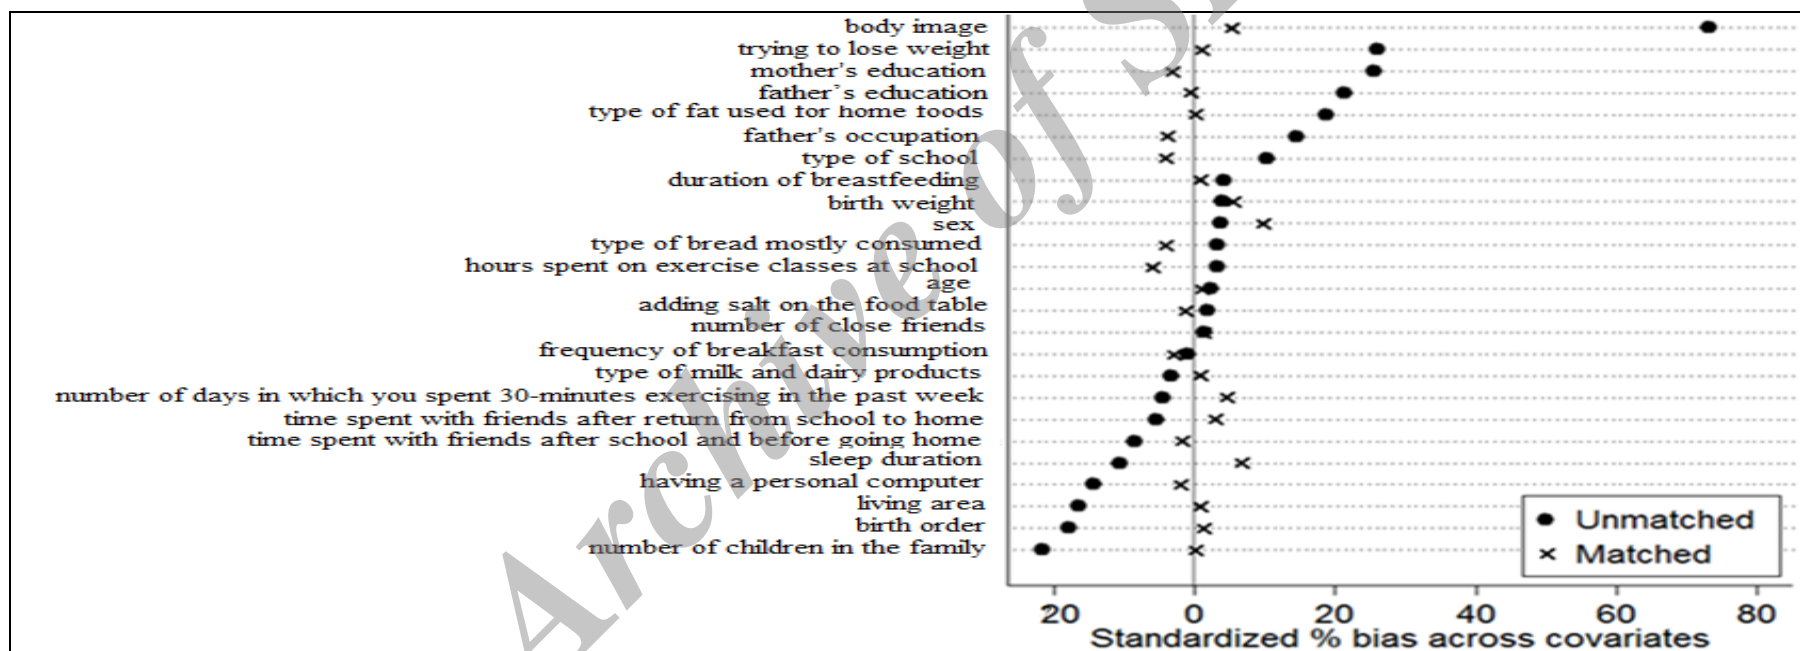 body image
trying to lose weight
mother's education
father's education
type of fat used for home foods
father's occupation
type of school
duration of breastfeeding
birth weight
sex
type of bread mostly consumed
hours spent on exercise classes at school
age
adding salt on the food table
number of close friends
frequency of breakfast consumption
type of milk and dairy products
number of days in which you spent 30-minutes exercising in the past week
time spent with friends after return from school to home
time spent with friends after school and before going home
sleep duration
having a personal computer
living area
birth order
number of children in the family
Unmatched
Matched
20 0 20 40 60 80
Standardized % bias across covariates
Archive of